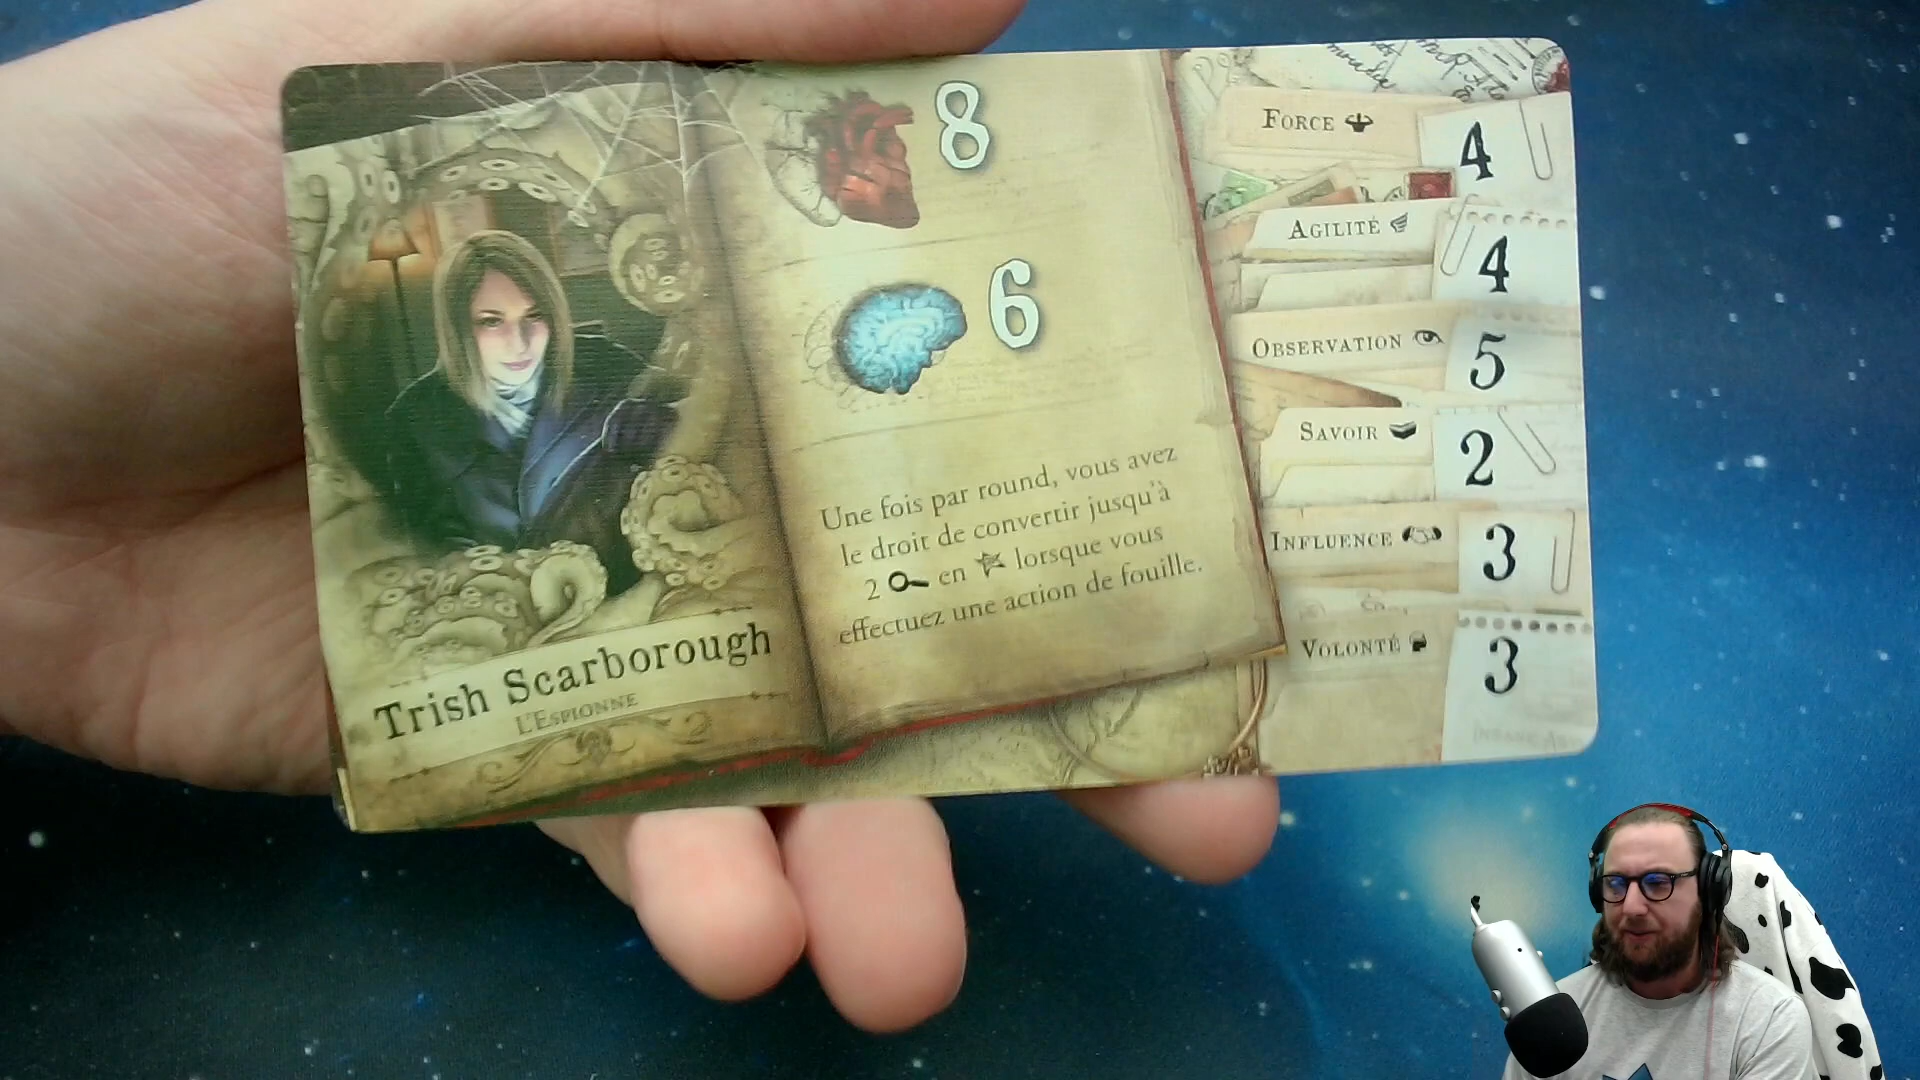 8
6
Une fois par round, vous avez
le droit de convertir jusqu'à
2 en lorsque vous
effectuez une action de fouille.
Trish Scarborough
L'Espionne
Force 4
Agilité 4
Observation 5
Savoir 2
Influence 3
Volonté 3